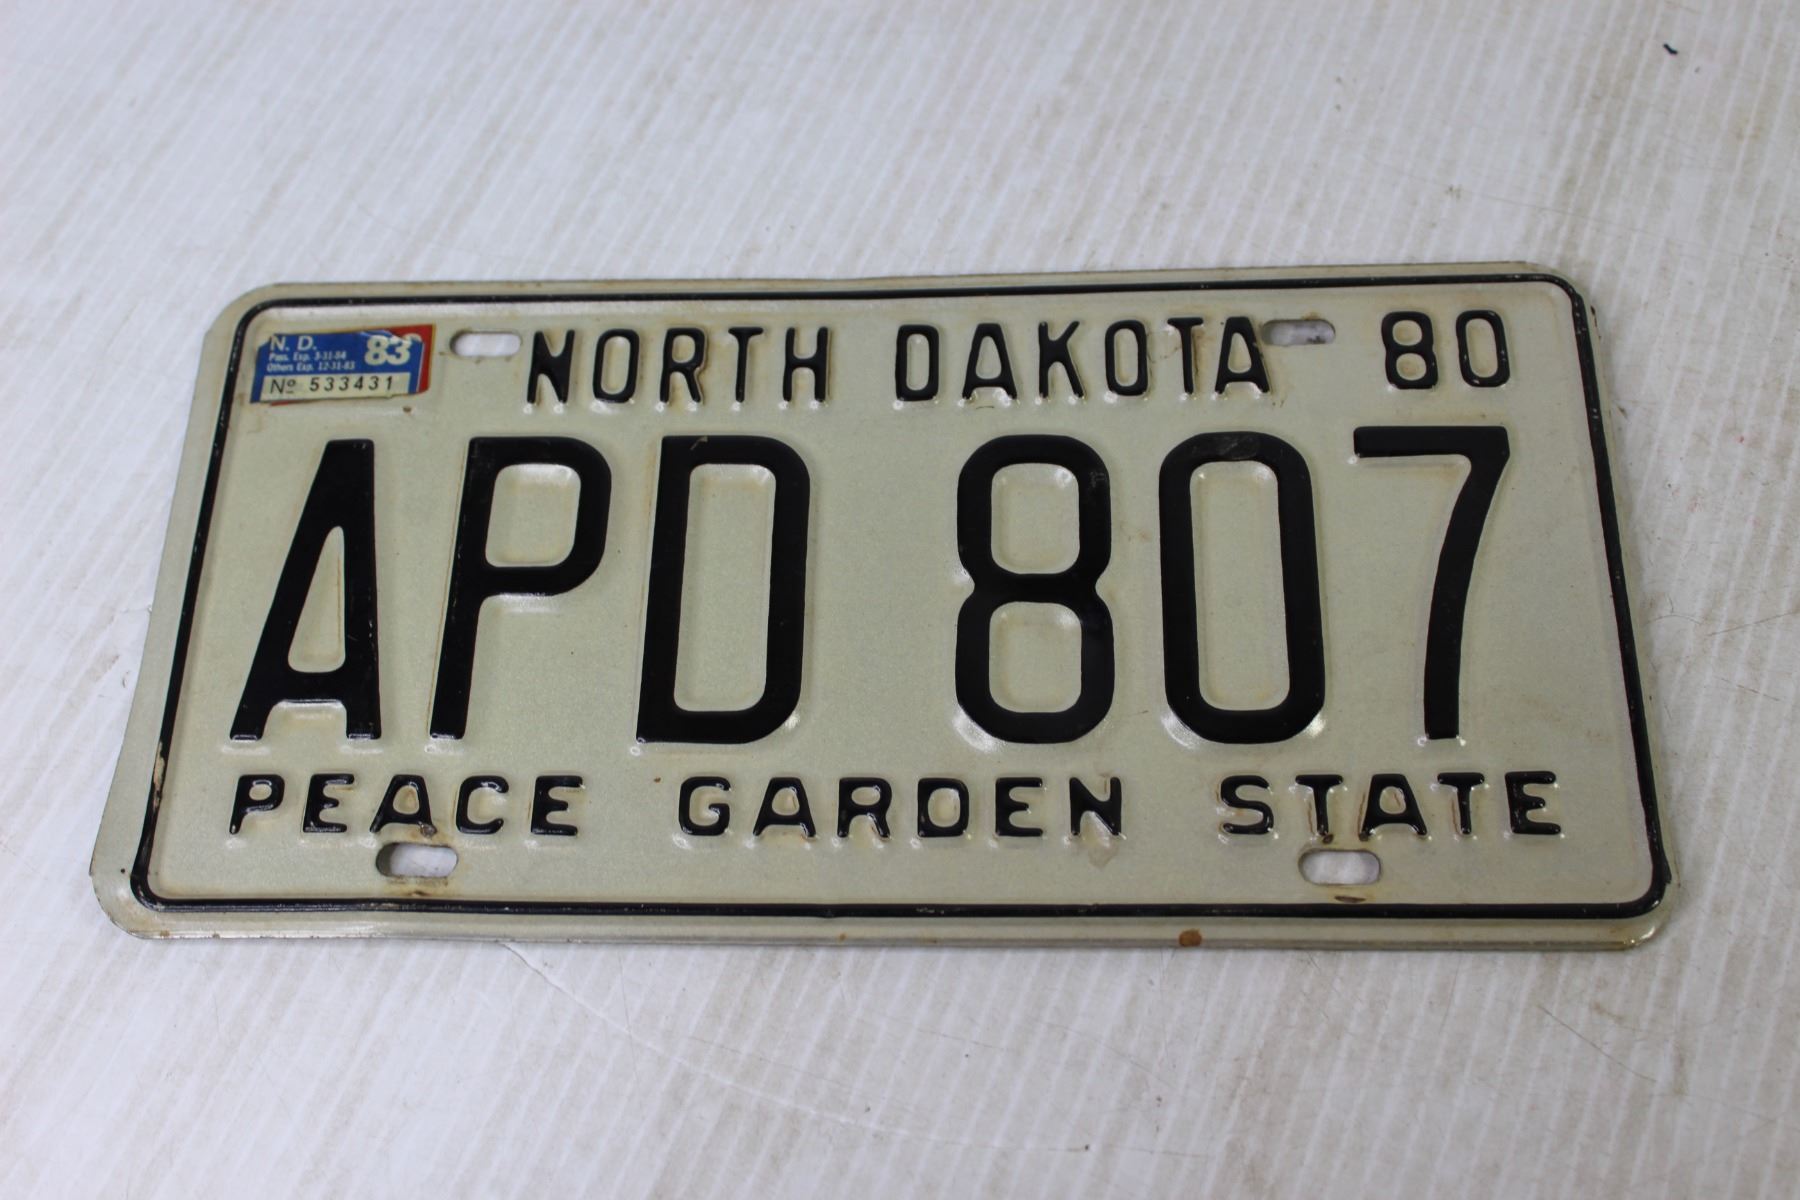 N. D. 83
Pass. Exp. 3-31-84
Others Exp. 12-31-83
Nº 533431
NORTH DAKOTA 80
APD 807
PEACE GARDEN STATE